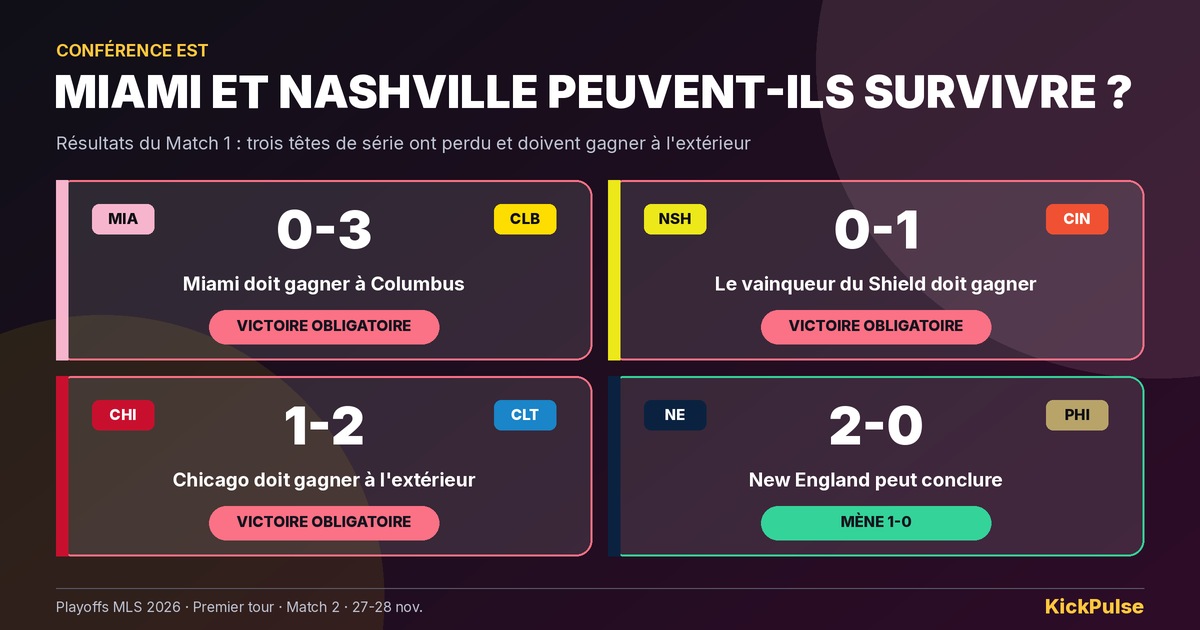 CONFÉRENCE EST
MIAMI ET NASHVILLE PEUVENT-ILS SURVIVRE ?
Résultats du Match 1 : trois têtes de série ont perdu et doivent gagner à l'extérieur
MIA
0-3
CLB
Miami doit gagner à Columbus
VICTOIRE OBLIGATOIRE
NSH
0-1
CIN
Le vainqueur du Shield doit gagner
VICTOIRE OBLIGATOIRE
CHI
1-2
CLT
Chicago doit gagner à l'extérieur
VICTOIRE OBLIGATOIRE
NE
2-0
PHI
New England peut conclure
MÈNE 1-0
Playoffs MLS 2026 · Premier tour · Match 2 · 27-28 nov.
KickPulse